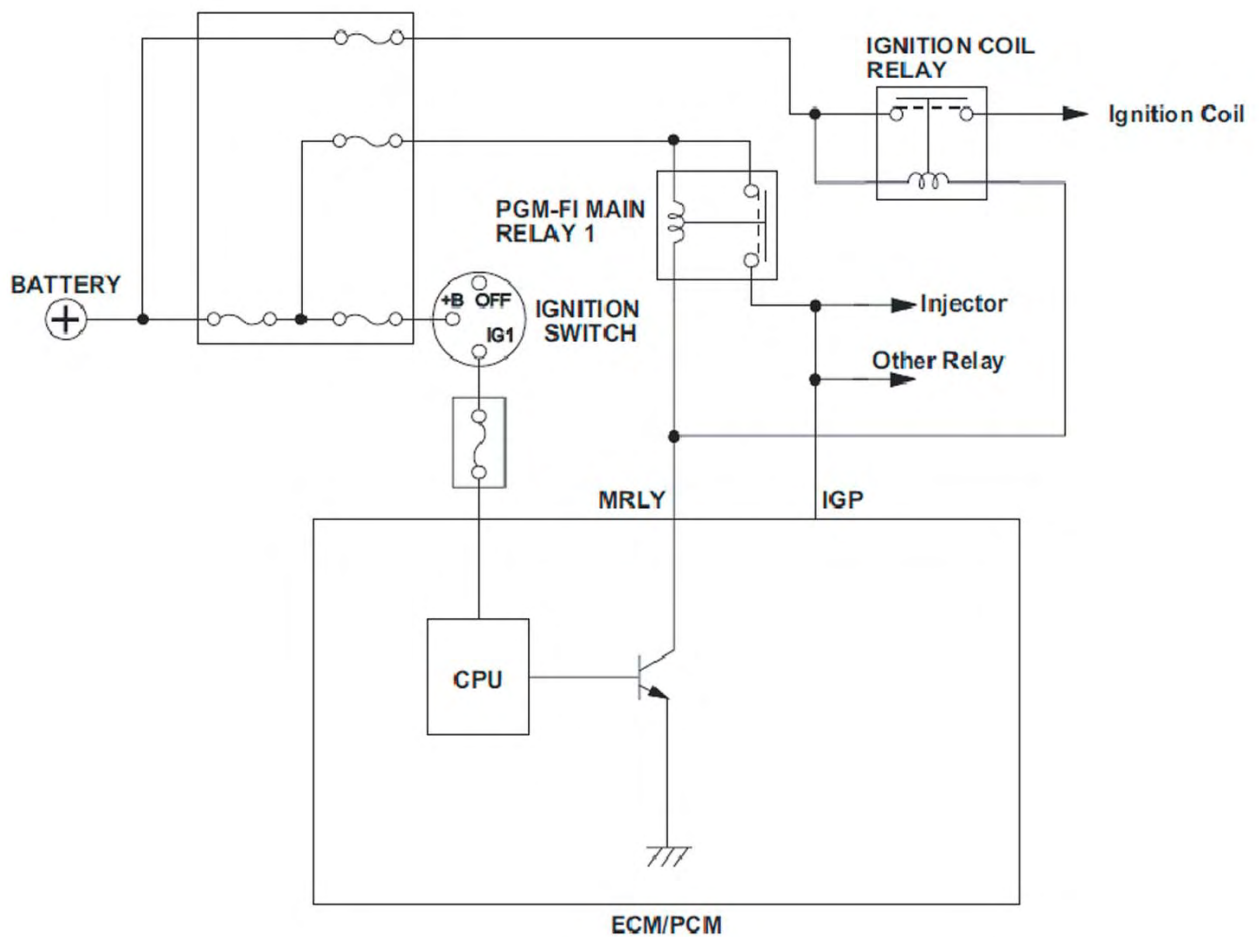 IGNITION COIL
RELAY
Ignition Coil
PGM-FI MAIN
RELAY 1
BATTERY
+B OFF
IG1
IGNITION
SWITCH
Injector
Other Relay
MRLY
IGP
CPU
ECM/PCM